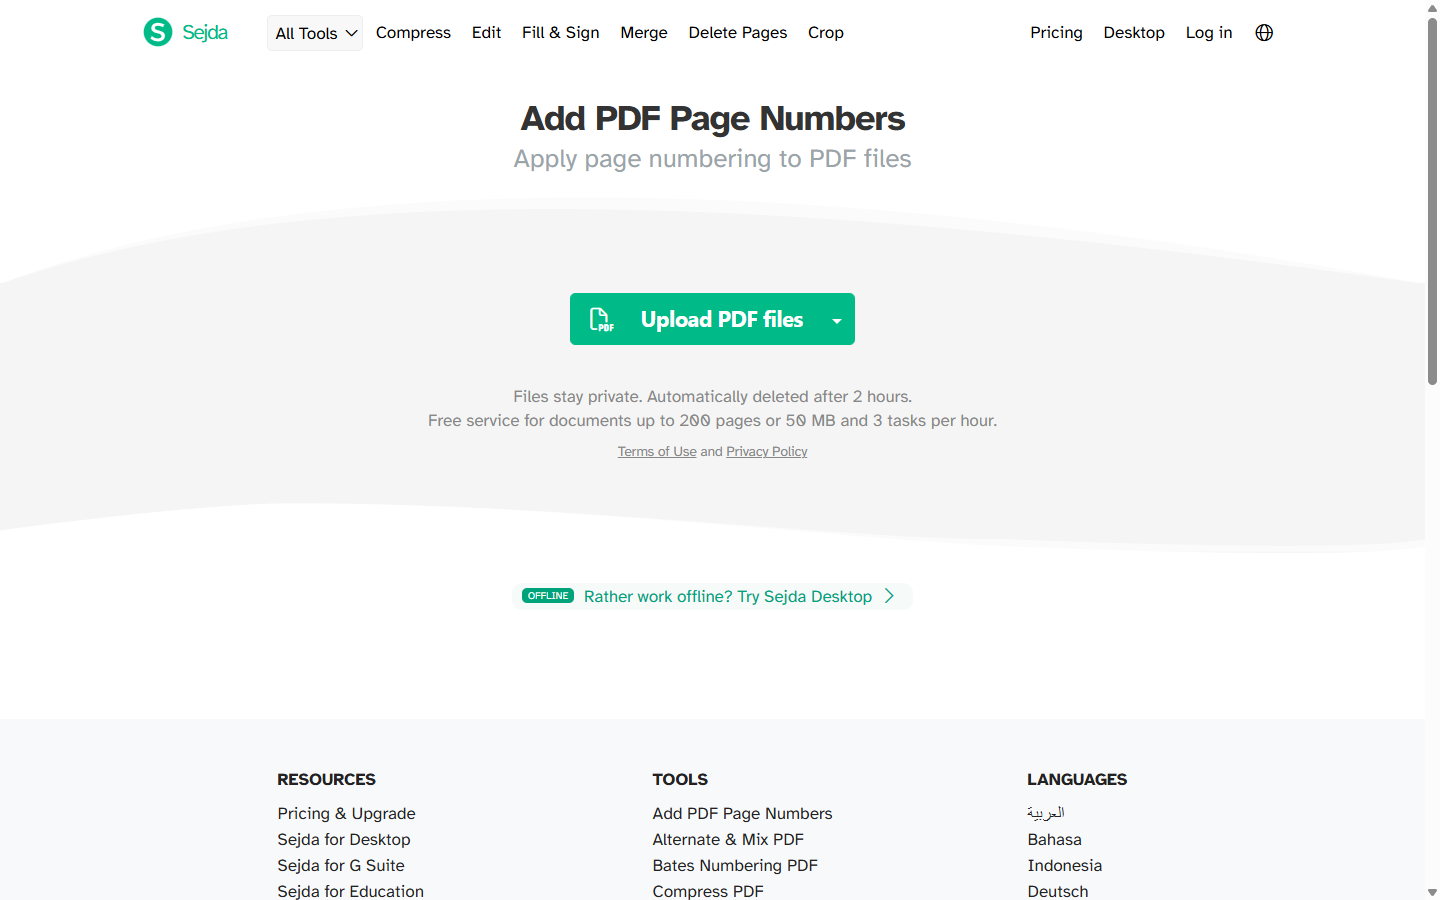 Sejda
All Tools
Compress
Edit
Fill & Sign
Merge
Delete Pages
Crop
Pricing
Desktop
Log in
Add PDF Page Numbers
Apply page numbering to PDF files
PDF
Upload PDF files
Files stay private. Automatically deleted after 2 hours.
Free service for documents up to 200 pages or 50 MB and 3 tasks per hour.
Terms of Use and Privacy Policy
OFFLINE Rather work offline? Try Sejda Desktop
RESOURCES
Pricing & Upgrade
Sejda for Desktop
Sejda for G Suite
Sejda for Education
TOOLS
Add PDF Page Numbers
Alternate & Mix PDF
Bates Numbering PDF
Compress PDF
LANGUAGES
العربية
Bahasa
Indonesia
Deutsch